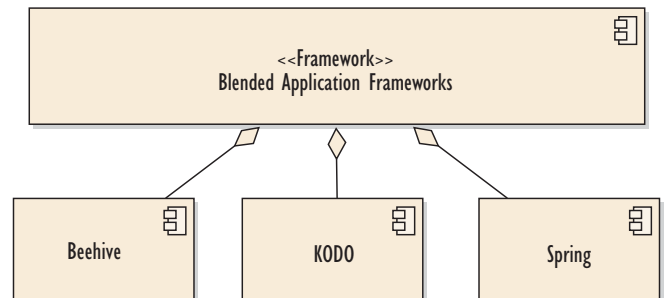 <<Framework>>
Blended Application Frameworks
Beehive
KODO
Spring